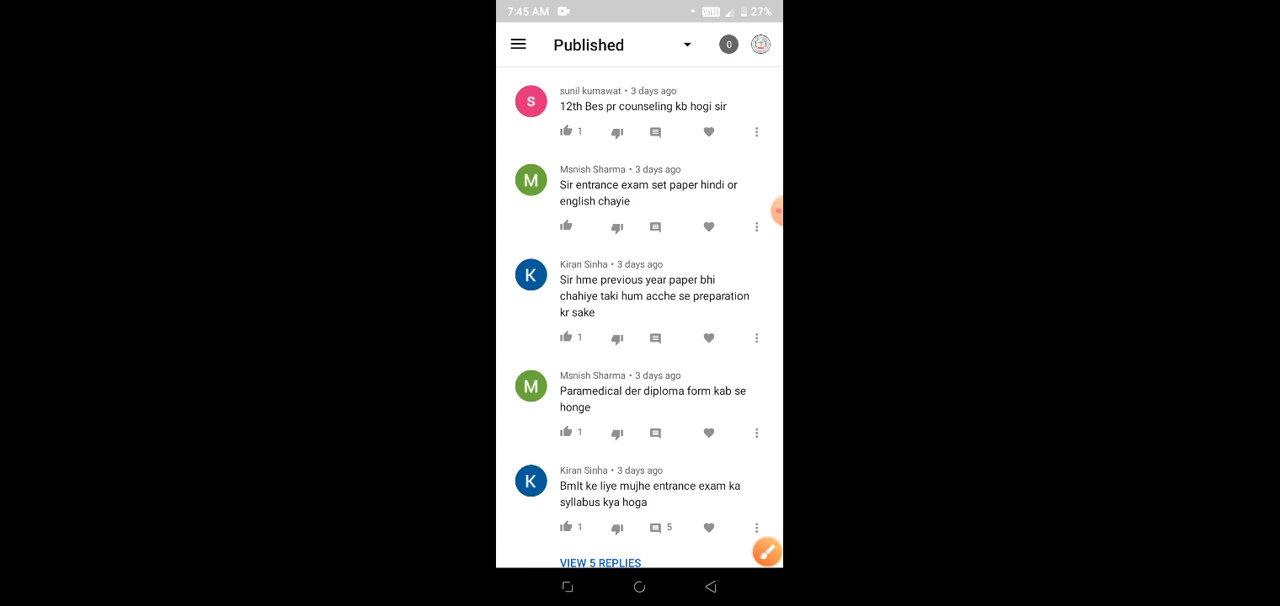 7:45 AM
27%
Published
0
S
sunil kumawat • 3 days ago
12th Bes pr counseling kb hogi sir
1
M
Msnish Sharma • 3 days ago
Sir entrance exam set paper hindi or
english chayie
K
Kiran Sinha • 3 days ago
Sir hme previous year paper bhi
chahiye taki hum acche se preparation
kr sake
1
M
Msnish Sharma • 3 days ago
Paramedical der diploma form kab se
honge
1
K
Kiran Sinha • 3 days ago
Bmlt ke liye mujhe entrance exam ka
syllabus kya hoga
1 5
VIEW 5 REPLIES